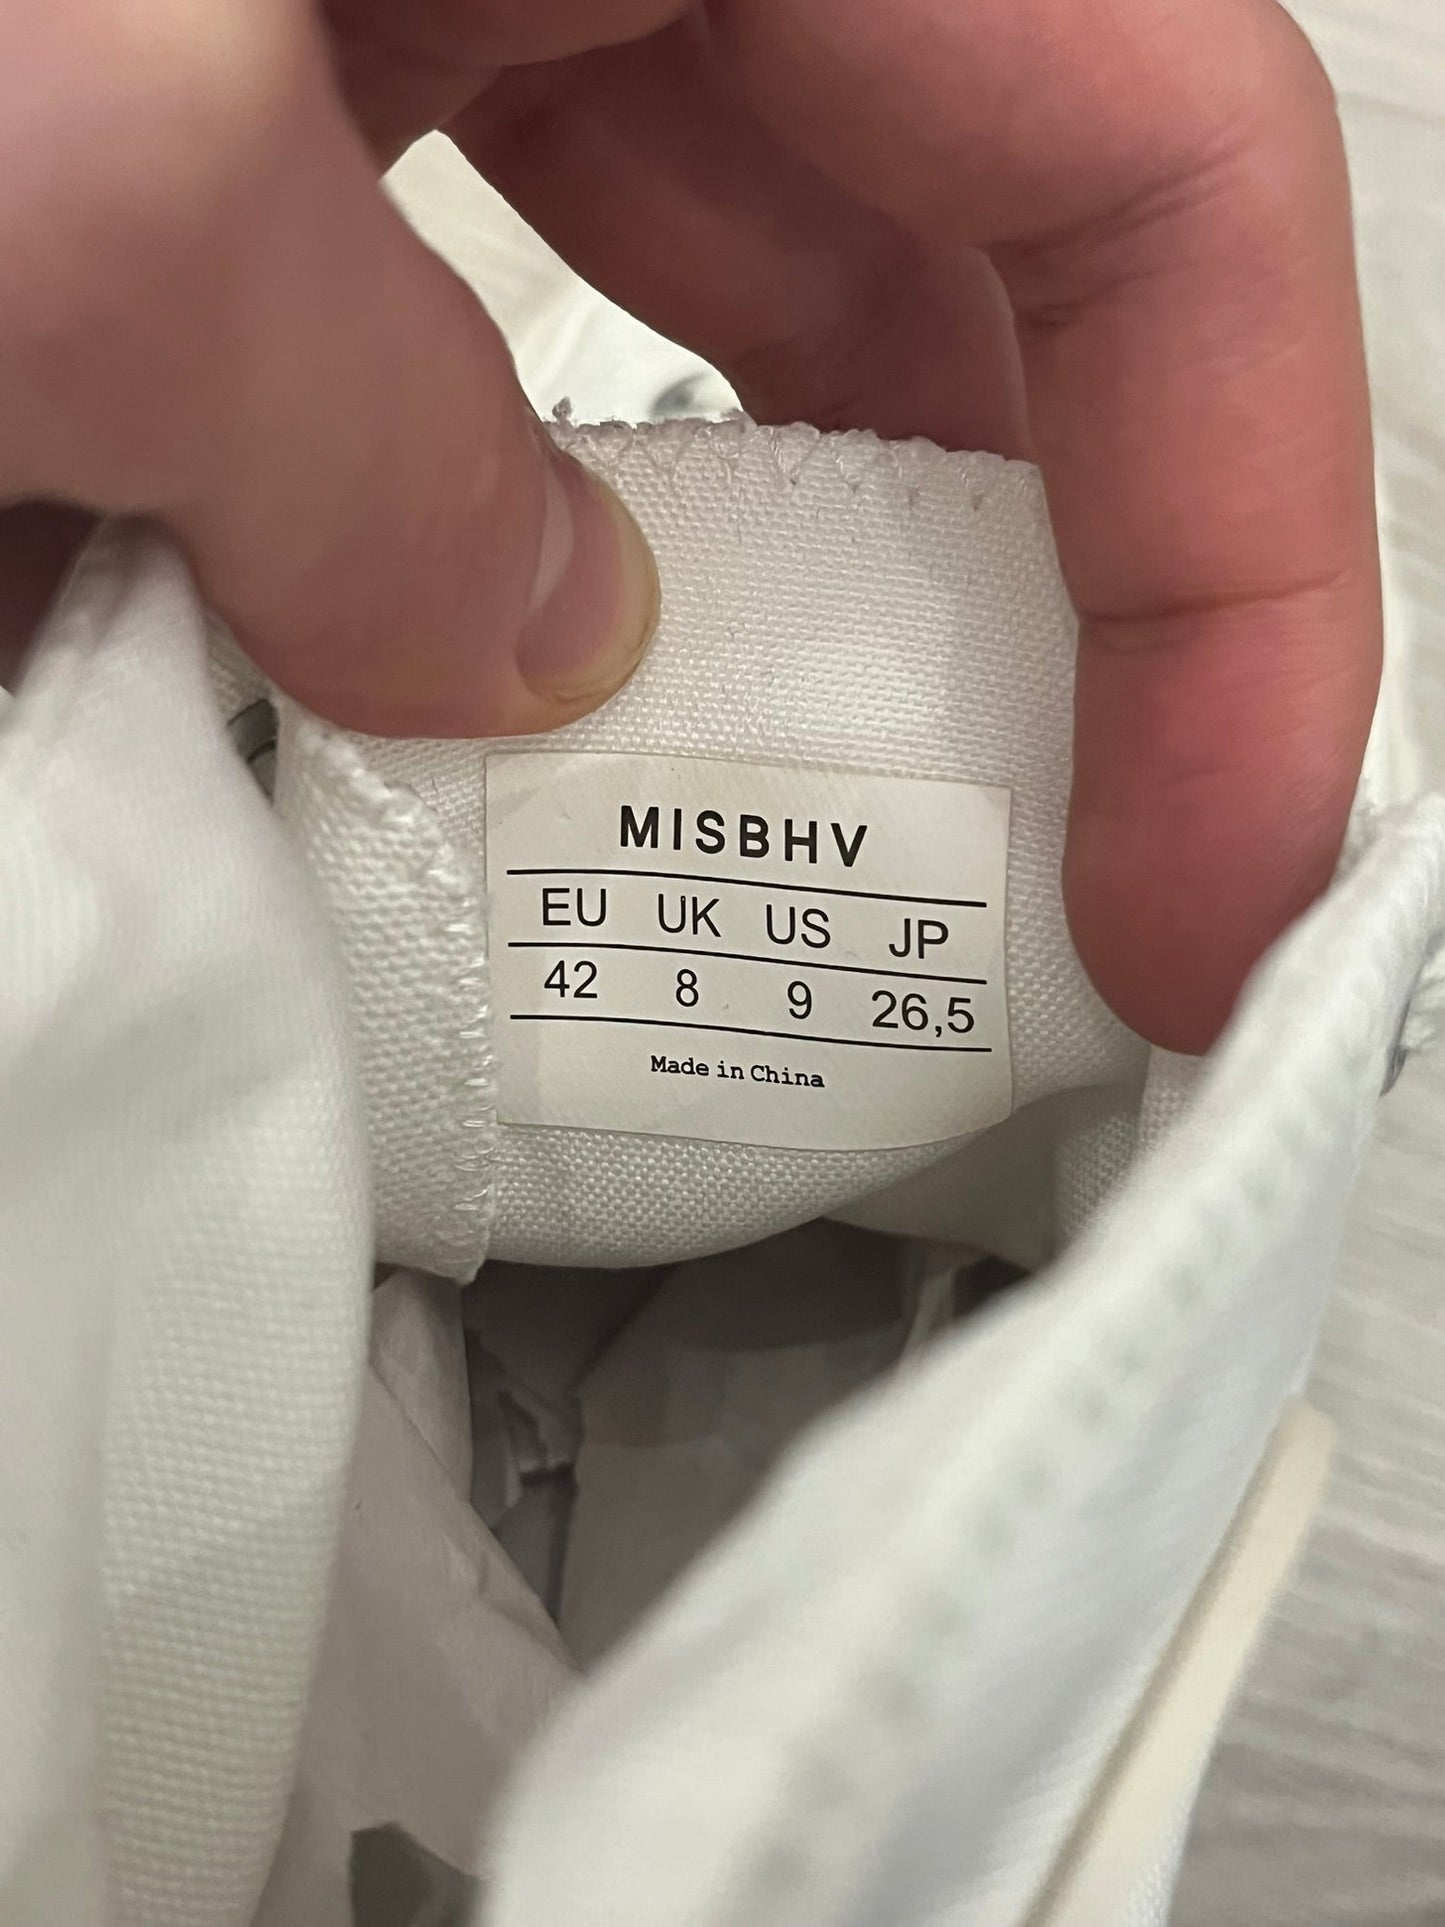 MISBHV
EU UK US JP
42 8 9 26,5
Made in China